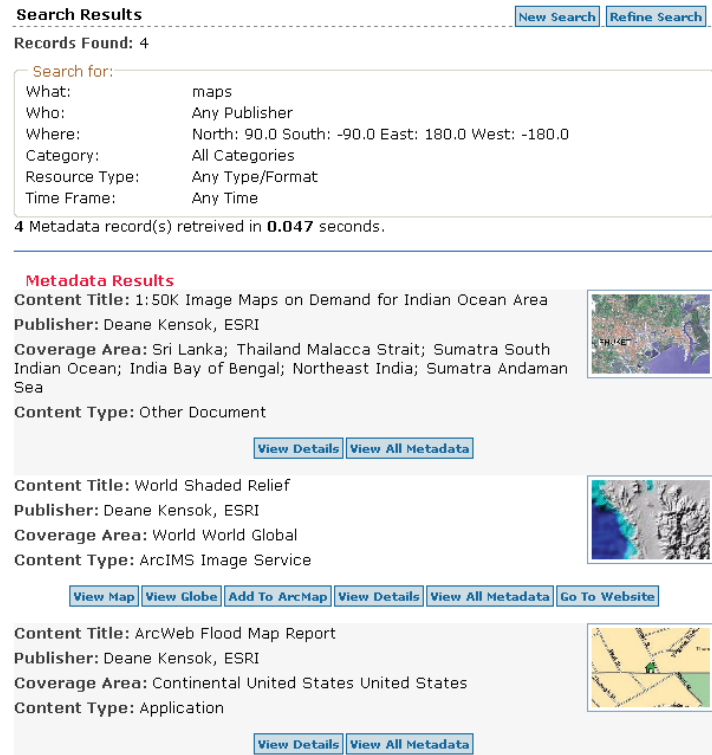 Search Results
New Search Refine Search
Records Found: 4
Search for:
What: maps
Who: Any Publisher
Where: North: 90.0 South: -90.0 East: 180.0 West: -180.0
Category: All Categories
Resource Type: Any Type/Format
Time Frame: Any Time
4 Metadata record(s) retreived in 0.047 seconds.
Metadata Results
Content Title: 1:50K Image Maps on Demand for Indian Ocean Area
Publisher: Deane Kensok, ESRI
Coverage Area: Sri Lanka; Thailand Malacca Strait; Sumatra South
Indian Ocean; India Bay of Bengal; Northeast India; Sumatra Andaman
Sea
Content Type: Other Document
PHUKET
View Details View All Metadata
Content Title: World Shaded Relief
Publisher: Deane Kensok, ESRI
Coverage Area: World World Global
Content Type: ArcIMS Image Service
View Map View Globe Add To ArcMap View Details View All Metadata Go To Website
Content Title: ArcWeb Flood Map Report
Publisher: Deane Kensok, ESRI
Coverage Area: Continental United States United States
Content Type: Application
View Details View All Metadata